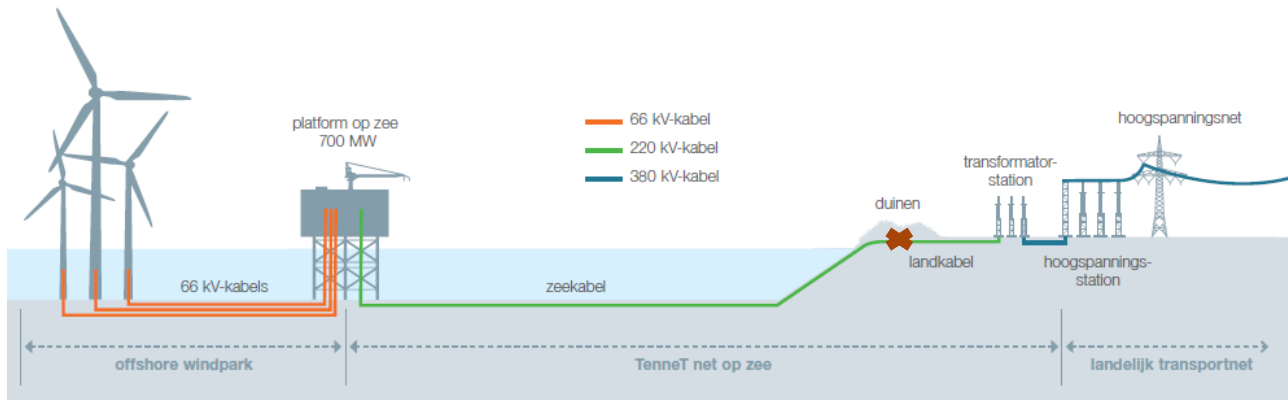 platform op zee
700 MW
66 kV-kabel
220 kV-kabel
380 kV-kabel
hoogspanningsnet
transformator-
station
duinen
66 kV-kabels
zeekabel
landkabel
hoogspannings-
station
offshore windpark
TenneT net op zee
landelijk transportnet